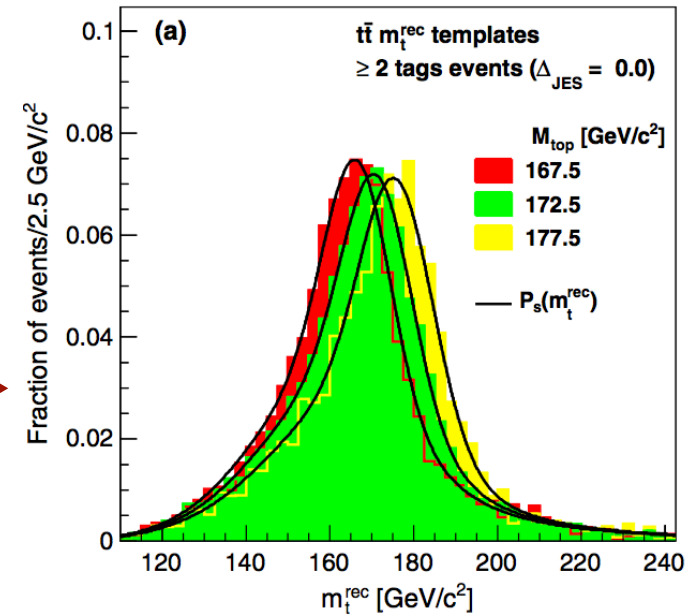 (a)
tt̄ m_t^rec templates
≥ 2 tags events (Δ_JES = 0.0)
M_top [GeV/c²]
167.5
172.5
177.5
P_s(m_t^rec)
Fraction of events/2.5 GeV/c²
0.1
0.08
0.06
0.04
0.02
0
120 140 160 180 200 220 240
m_t^rec [GeV/c²]